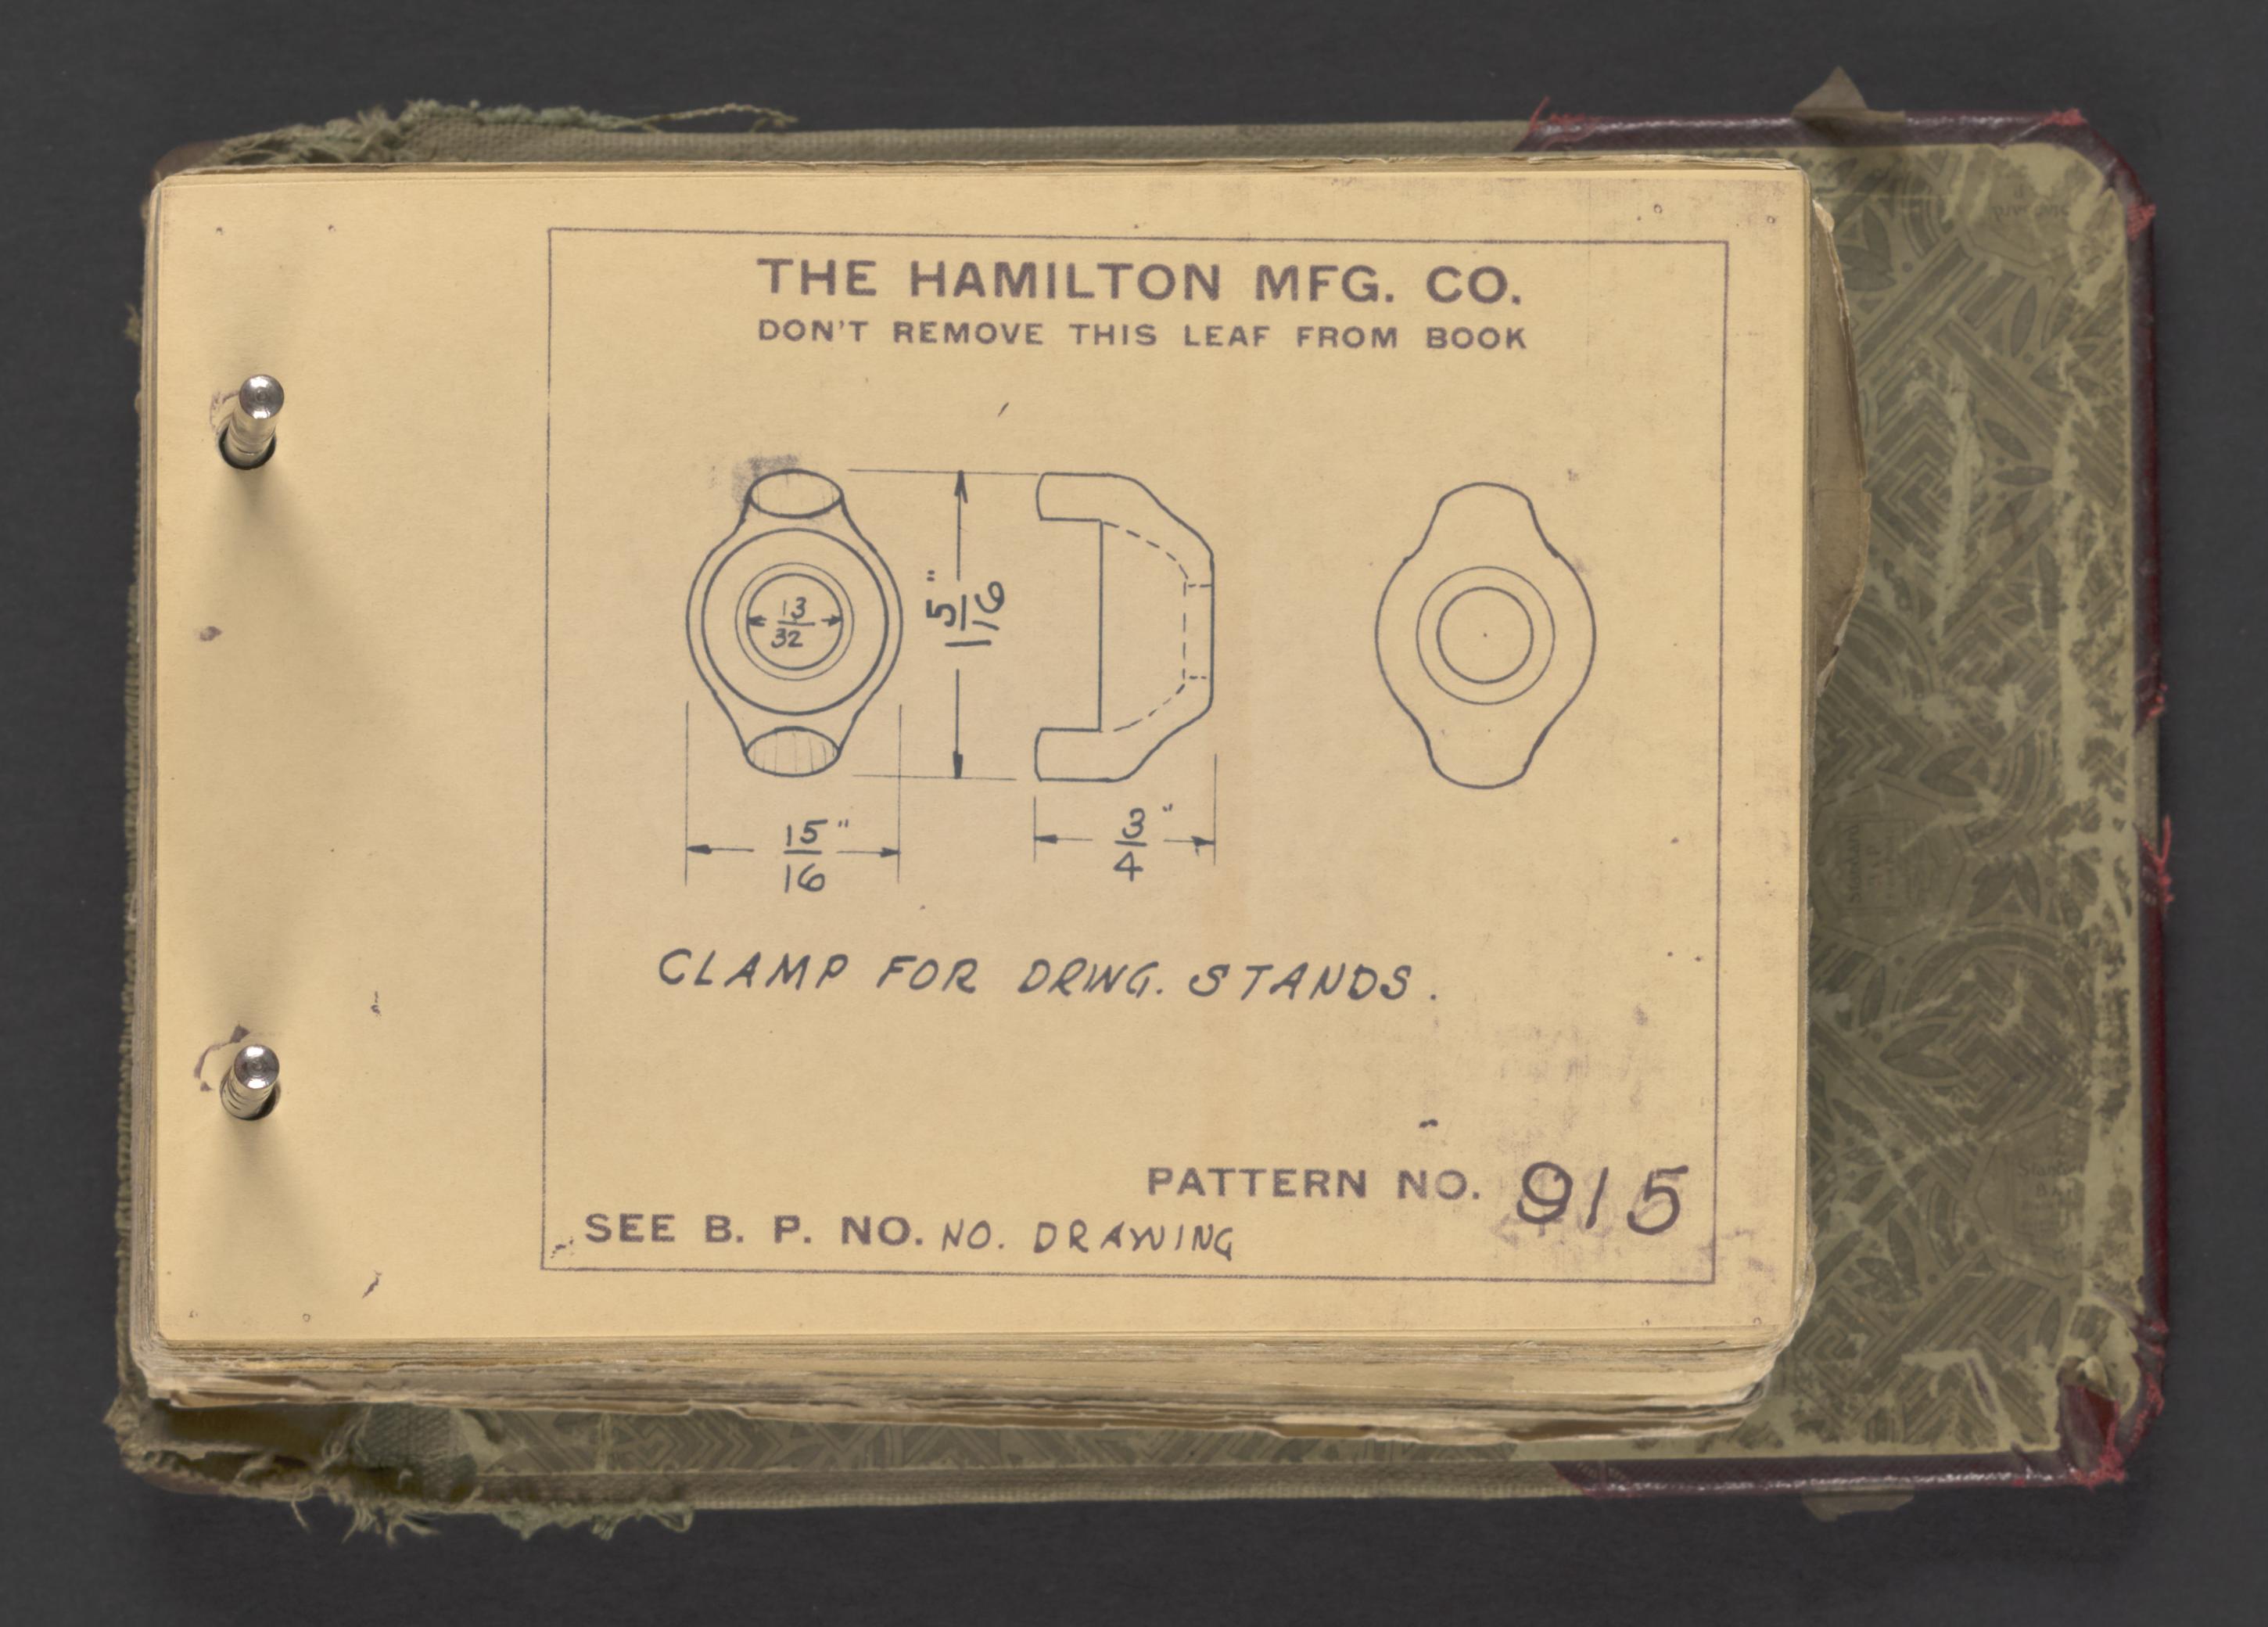 THE HAMILTON MFG. CO.
DON'T REMOVE THIS LEAF FROM BOOK
13/32
1 5/16"
15/16"
3/4"
CLAMP FOR DRWG. STANDS.
PATTERN NO. 915
SEE B. P. NO. NO. DRAWING